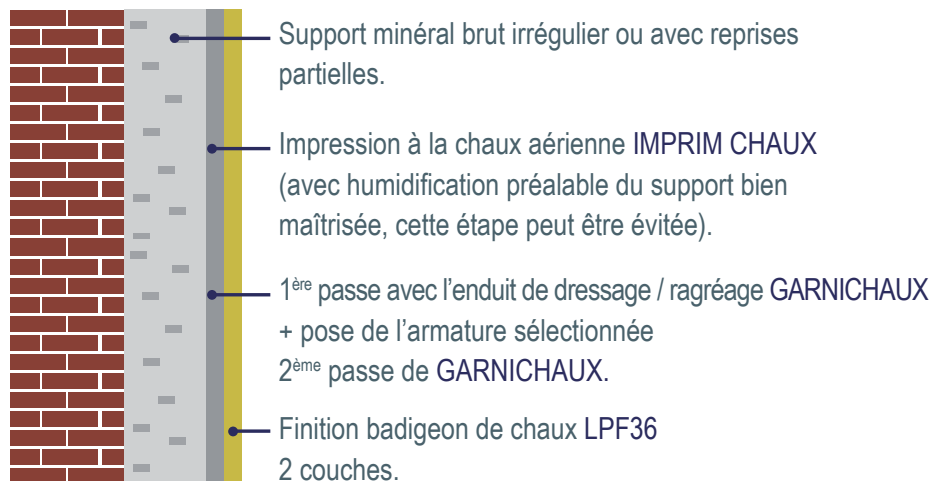 Support minéral brut irrégulier ou avec reprises
partielles.
Impression à la chaux aérienne IMPRIM CHAUX
(avec humidification préalable du support bien
maîtrisée, cette étape peut être évitée).
1ère passe avec l’enduit de dressage / ragréage GARNICHAUX
+ pose de l’armature sélectionnée
2ème passe de GARNICHAUX.
Finition badigeon de chaux LPF36
2 couches.